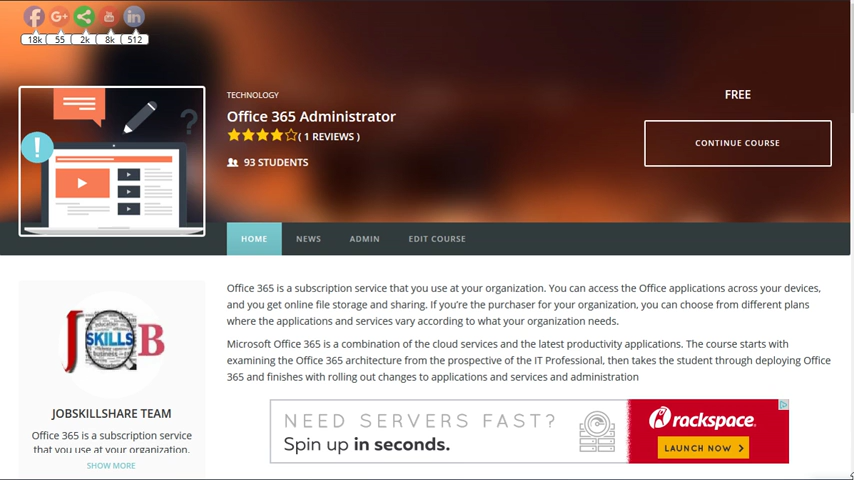 18k 55 2k 8k 512
TECHNOLOGY
Office 365 Administrator
( 1 REVIEWS )
93 STUDENTS
FREE
CONTINUE COURSE
HOME NEWS ADMIN EDIT COURSE
Office 365 is a subscription service that you use at your organization. You can access the Office applications across your devices,
and you get online file storage and sharing. If you're the purchaser for your organization, you can choose from different plans
where the applications and services vary according to what your organization needs.
Microsoft Office 365 is a combination of the cloud services and the latest productivity applications. The course starts with
examining the Office 365 architecture from the prospective of the IT Professional, then takes the student through deploying Office
365 and finishes with rolling out changes to applications and services and administration
JOB
SKILLS
JOBSKILLSHARE TEAM
Office 365 is a subscription service
that you use at your organization.
SHOW MORE
NEED SERVERS FAST?
Spin up in seconds.
rackspace.
LAUNCH NOW